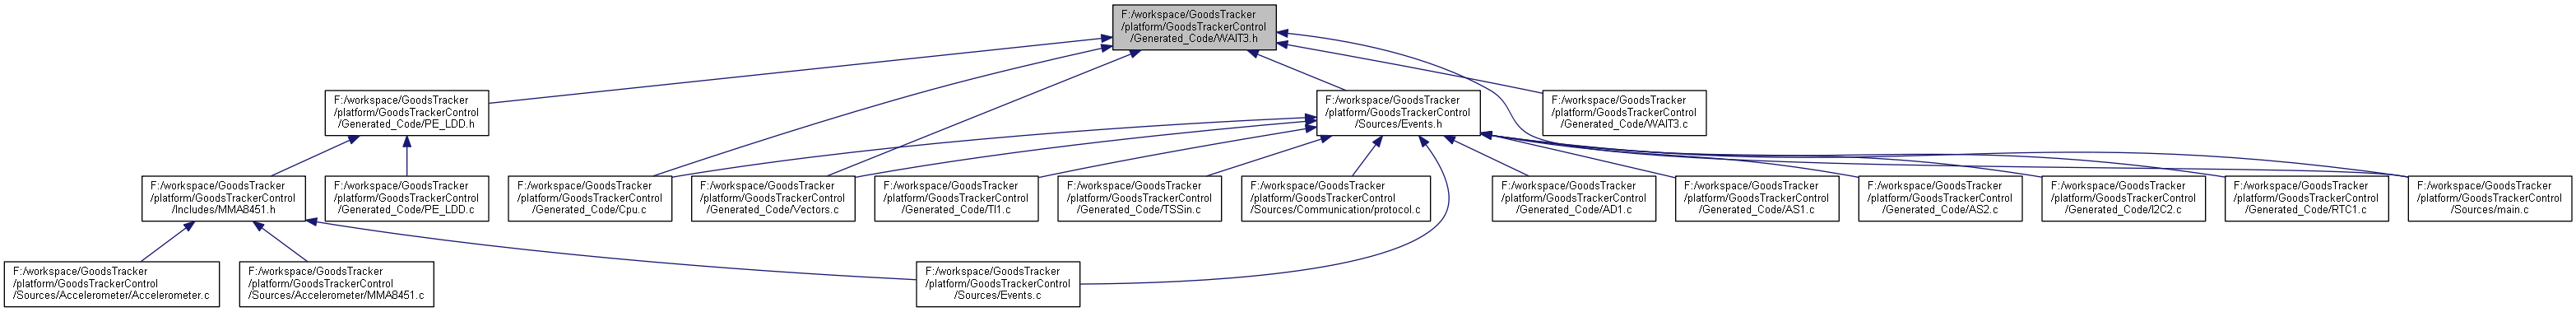 F:/workspace/GoodsTracker
/platform/GoodsTrackerControl
/Generated_Code/WAIT3.h
F:/workspace/GoodsTracker
/platform/GoodsTrackerControl
/Generated_Code/PE_LDD.h
F:/workspace/GoodsTracker
/platform/GoodsTrackerControl
/Sources/Events.h
F:/workspace/GoodsTracker
/platform/GoodsTrackerControl
/Generated_Code/WAIT3.c
F:/workspace/GoodsTracker
/platform/GoodsTrackerControl
/Includes/MMA8451.h
F:/workspace/GoodsTracker
/platform/GoodsTrackerControl
/Generated_Code/PE_LDD.c
F:/workspace/GoodsTracker
/platform/GoodsTrackerControl
/Generated_Code/Cpu.c
F:/workspace/GoodsTracker
/platform/GoodsTrackerControl
/Generated_Code/Vectors.c
F:/workspace/GoodsTracker
/platform/GoodsTrackerControl
/Generated_Code/TI1.c
F:/workspace/GoodsTracker
/platform/GoodsTrackerControl
/Generated_Code/TSSin.c
F:/workspace/GoodsTracker
/platform/GoodsTrackerControl
/Sources/Communication/protocol.c
F:/workspace/GoodsTracker
/platform/GoodsTrackerControl
/Generated_Code/AD1.c
F:/workspace/GoodsTracker
/platform/GoodsTrackerControl
/Generated_Code/AS1.c
F:/workspace/GoodsTracker
/platform/GoodsTrackerControl
/Generated_Code/AS2.c
F:/workspace/GoodsTracker
/platform/GoodsTrackerControl
/Generated_Code/I2C2.c
F:/workspace/GoodsTracker
/platform/GoodsTrackerControl
/Generated_Code/RTC1.c
F:/workspace/GoodsTracker
/platform/GoodsTrackerControl
/Sources/main.c
F:/workspace/GoodsTracker
/platform/GoodsTrackerControl
/Sources/Accelerometer/Accelerometer.c
F:/workspace/GoodsTracker
/platform/GoodsTrackerControl
/Sources/Accelerometer/MMA8451.c
F:/workspace/GoodsTracker
/platform/GoodsTrackerControl
/Sources/Events.c